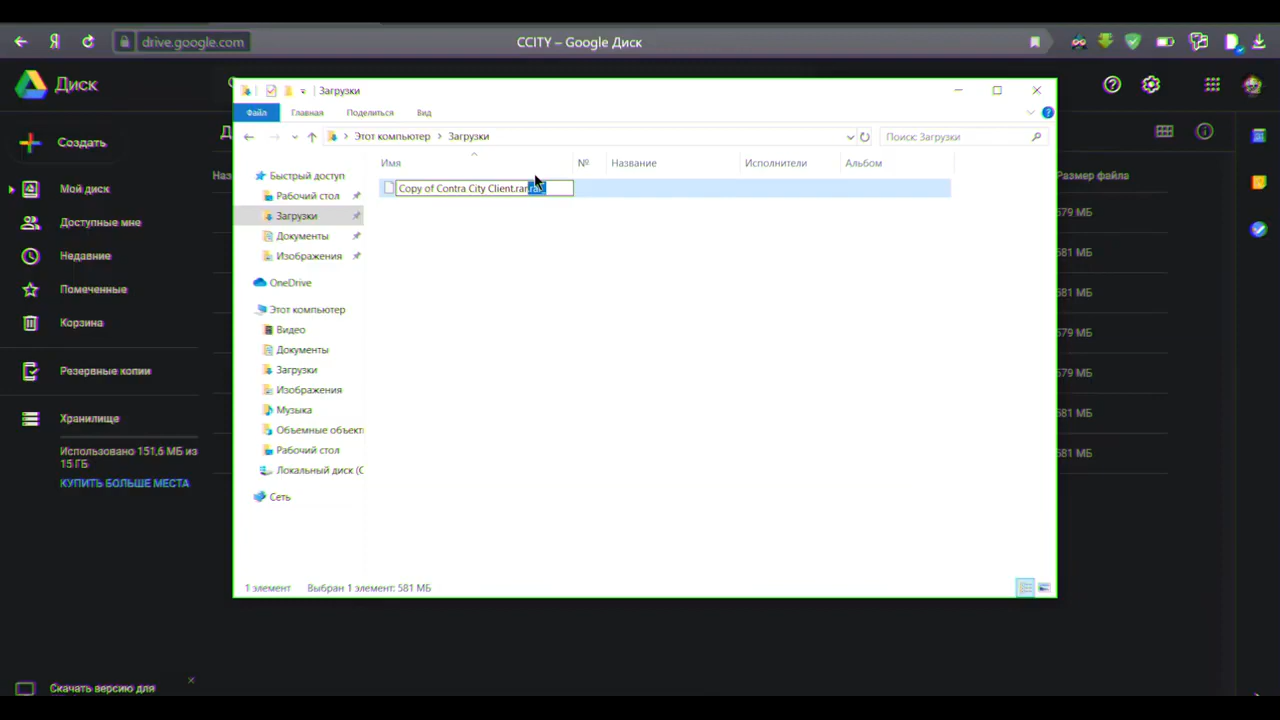 drive.google.com
CCITY – Google Диск
Диск
Загрузки
Файл
Главная
Поделиться
Вид
Создать
Этот компьютер
Загрузки
Поиск: Загрузки
Имя
№
Название
Исполнители
Альбом
Размер файла
Мой диск
Доступные мне
Недавние
Помеченные
Корзина
Резервные копии
Хранилище
Использовано 151,6 МБ из
15 ГБ
КУПИТЬ БОЛЬШЕ МЕСТА
Быстрый доступ
Рабочий стол
Загрузки
Документы
Изображения
OneDrive
Этот компьютер
Видео
Документы
Загрузки
Изображения
Музыка
Объемные объект
Рабочий стол
Локальный диск (C
Сеть
Copy of Contra City Client.rar
579 МБ
581 МБ
581 МБ
579 МБ
579 МБ
581 МБ
581 МБ
1 элемент
Выбран 1 элемент: 581 МБ
Скачать версию для